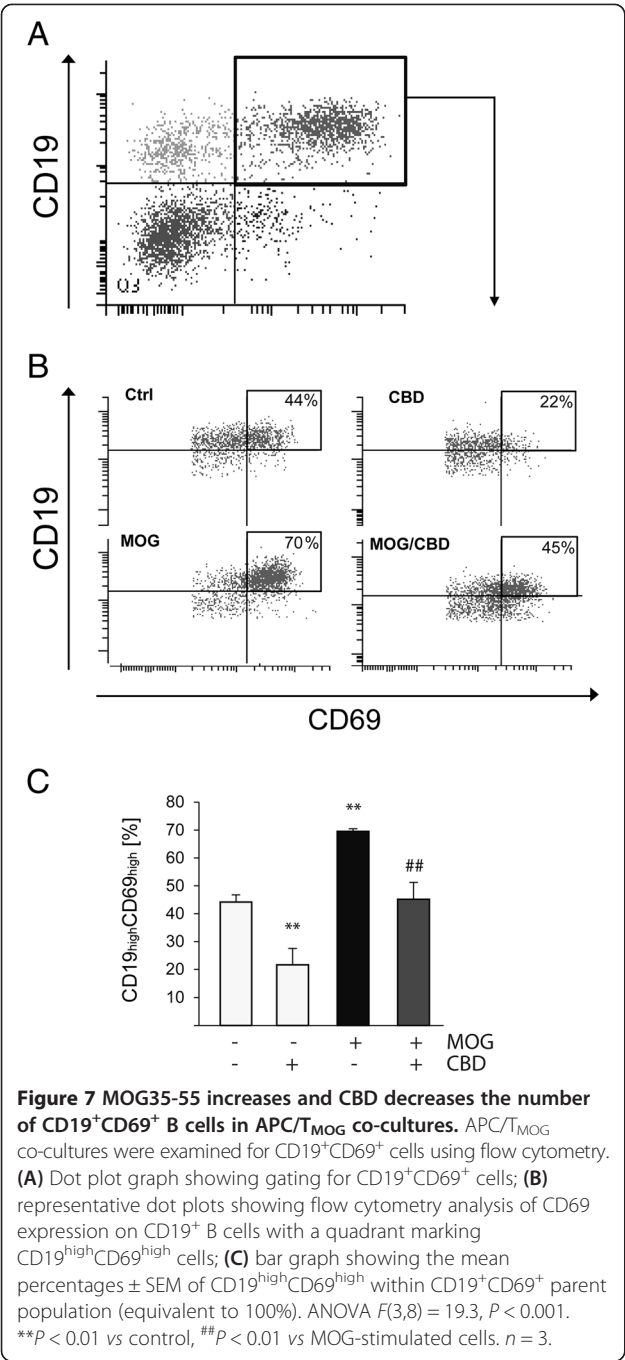 A
CD19
Q3
B
CD19
Ctrl
44%
CBD
22%
MOG
70%
MOG/CBD
45%
CD69
C
CD19highCD69high [%]
80
70
60
50
40
30
20
10
**
**
##
- - + + MOG
- + - + CBD
Figure 7 MOG35-55 increases and CBD decreases the number
of CD19⁺CD69⁺ B cells in APC/TMOG co-cultures. APC/TMOG
co-cultures were examined for CD19⁺CD69⁺ cells using flow cytometry.
(A) Dot plot graph showing gating for CD19⁺CD69⁺ cells; (B)
representative dot plots showing flow cytometry analysis of CD69
expression on CD19⁺ B cells with a quadrant marking
CD19^highCD69^high cells; (C) bar graph showing the mean
percentages ± SEM of CD19^highCD69^high within CD19⁺CD69⁺ parent
population (equivalent to 100%). ANOVA F(3,8) = 19.3, P < 0.001.
**P < 0.01 vs control, ##P < 0.01 vs MOG-stimulated cells. n = 3.